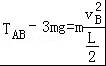 T_AB - 3mg = m v_B^2 / (L/2)